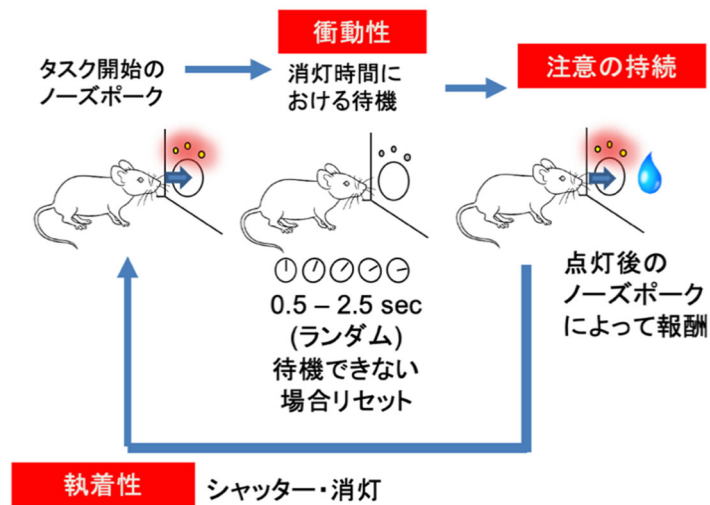 タスク開始の
ノーズポーク
衝動性
消灯時間に
おける待機
注意の持続
0.5 – 2.5 sec
(ランダム)
待機できない
場合リセット
点灯後の
ノーズポーク
によって報酬
執着性
シャッター・消灯